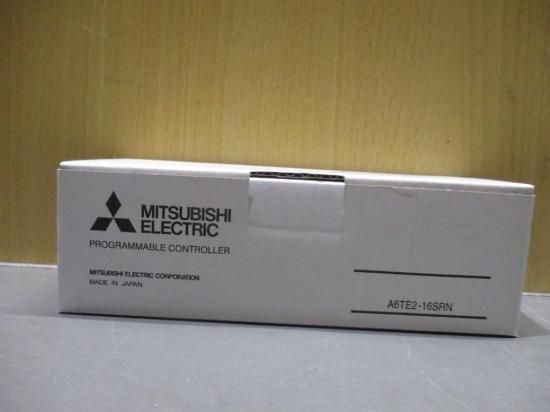 MITSUBISHI
ELECTRIC
PROGRAMMABLE CONTROLLER
MITSUBISHI ELECTRIC CORPORATION
MADE IN JAPAN
A6TE2-16SRN